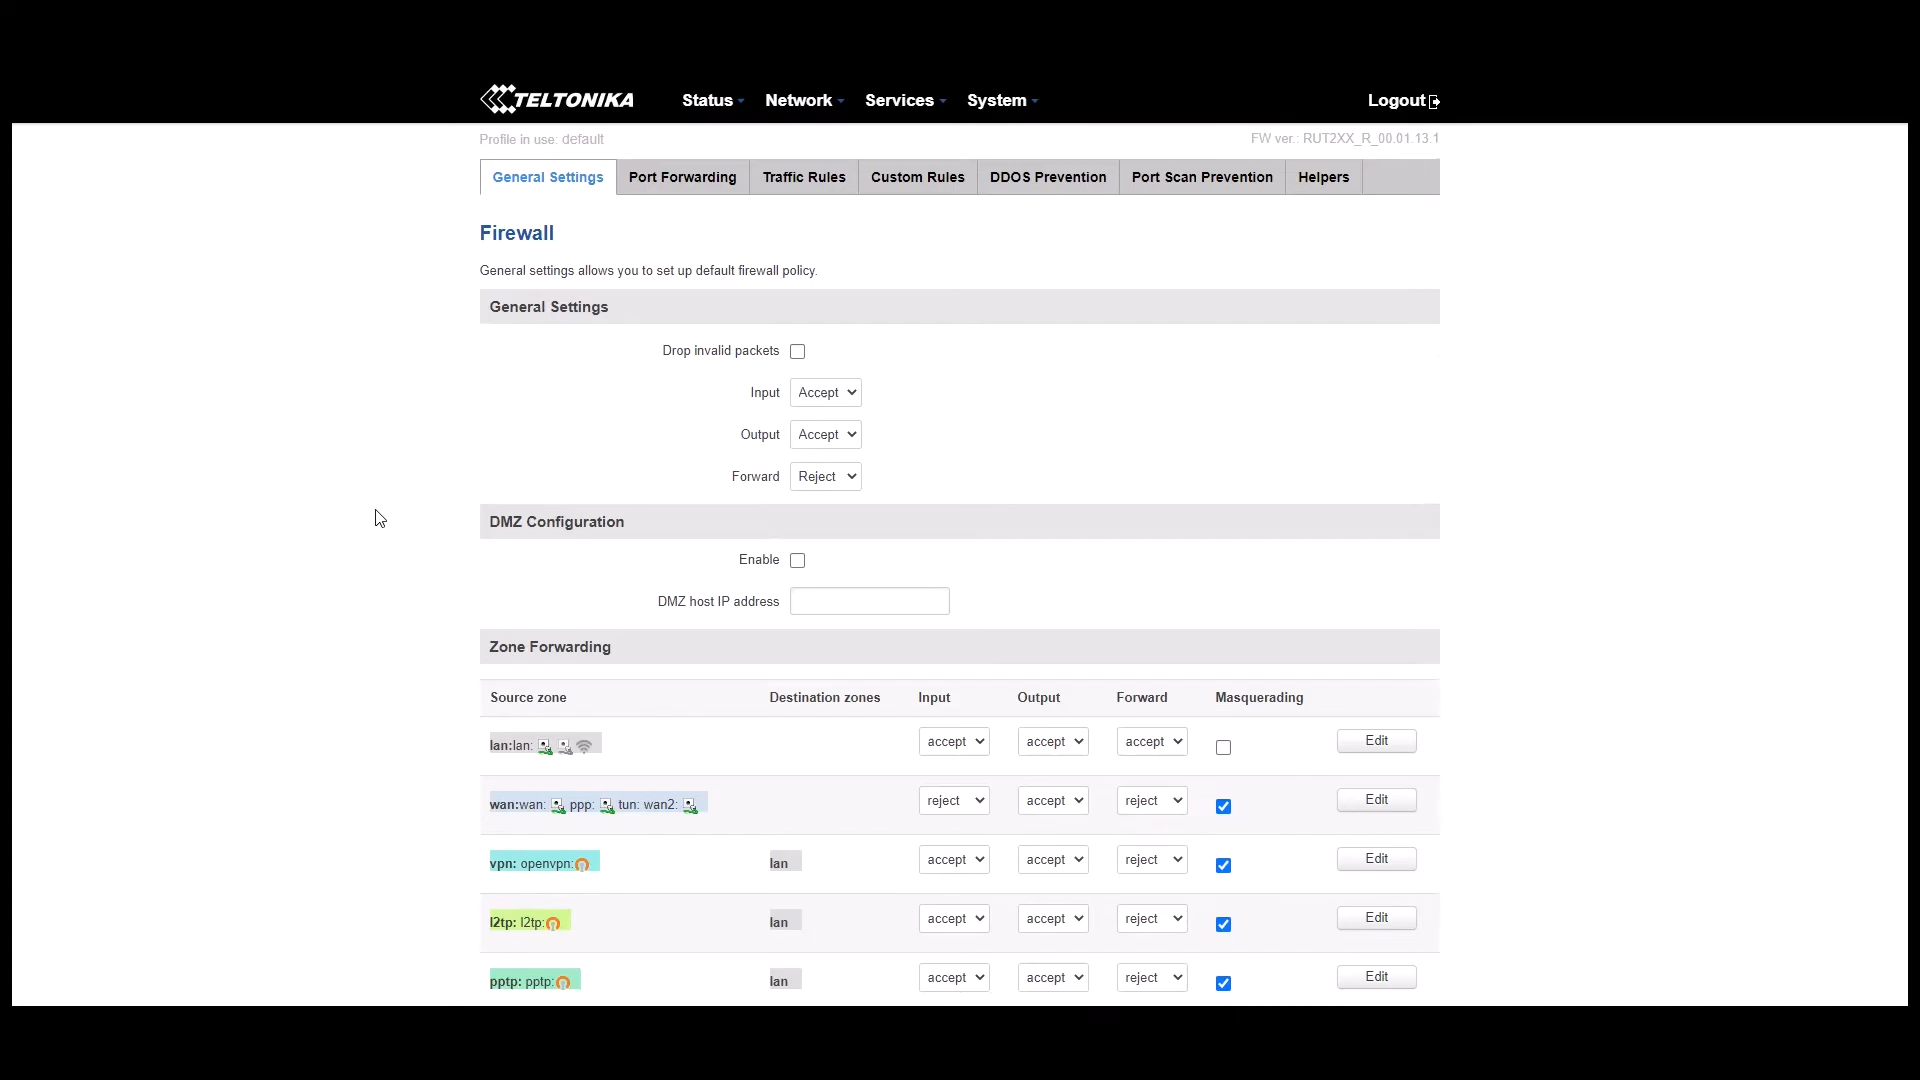 TELTONIKA Status Network Services System Logout
Profile in use: default FW ver.: RUT2XX_R_00.01.13.1
General Settings Port Forwarding Traffic Rules Custom Rules DDOS Prevention Port Scan Prevention Helpers
Firewall
General settings allows you to set up default firewall policy.
General Settings
Drop invalid packets
Input Accept
Output Accept
Forward Reject
DMZ Configuration
Enable
DMZ host IP address
Zone Forwarding
Source zone Destination zones Input Output Forward Masquerading
lan:lan: accept accept accept Edit
wan:wan: ppp: tun: wan2: reject accept reject Edit
vpn: openvpn: lan accept accept reject Edit
l2tp: l2tp: lan accept accept reject Edit
pptp: pptp: lan accept accept reject Edit